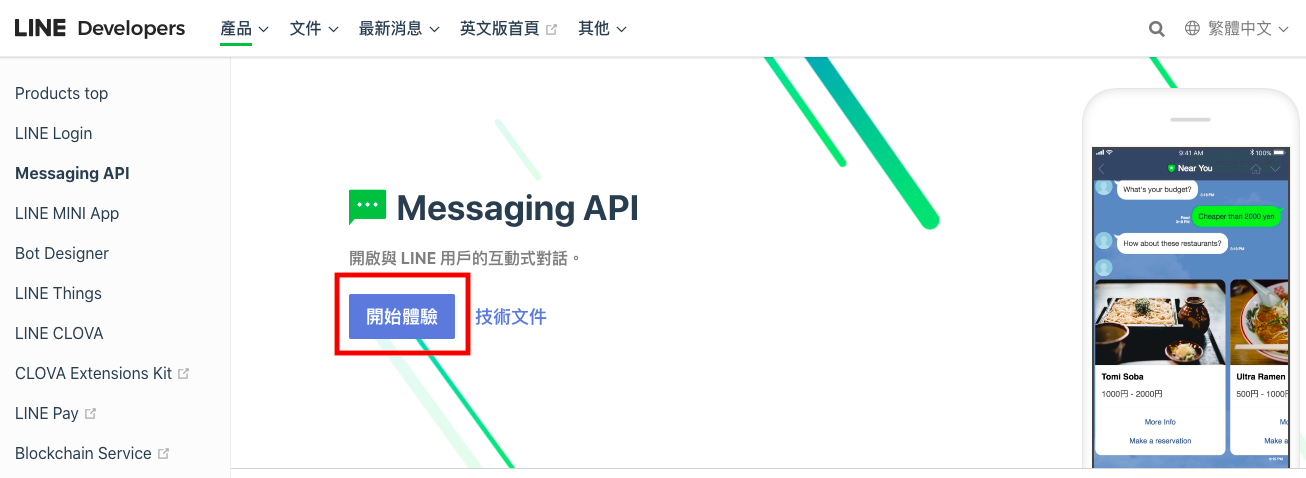 LINE Developers
產品
文件
最新消息
英文版首頁
其他
繁體中文
Products top
LINE Login
Messaging API
LINE MINI App
Bot Designer
LINE Things
LINE CLOVA
CLOVA Extensions Kit
LINE Pay
Blockchain Service
Messaging API
開啟與 LINE 用戶的互動式對話。
開始體驗
技術文件
9:41 AM
100%
Near You
What's your budget?
Cheaper than 2000 yen
How about these restaurants?
Tomi Soba
1000円 - 2000円
More Info
Make a reservation
Ultra Ramen
500円 - 1000
Mo
Make a